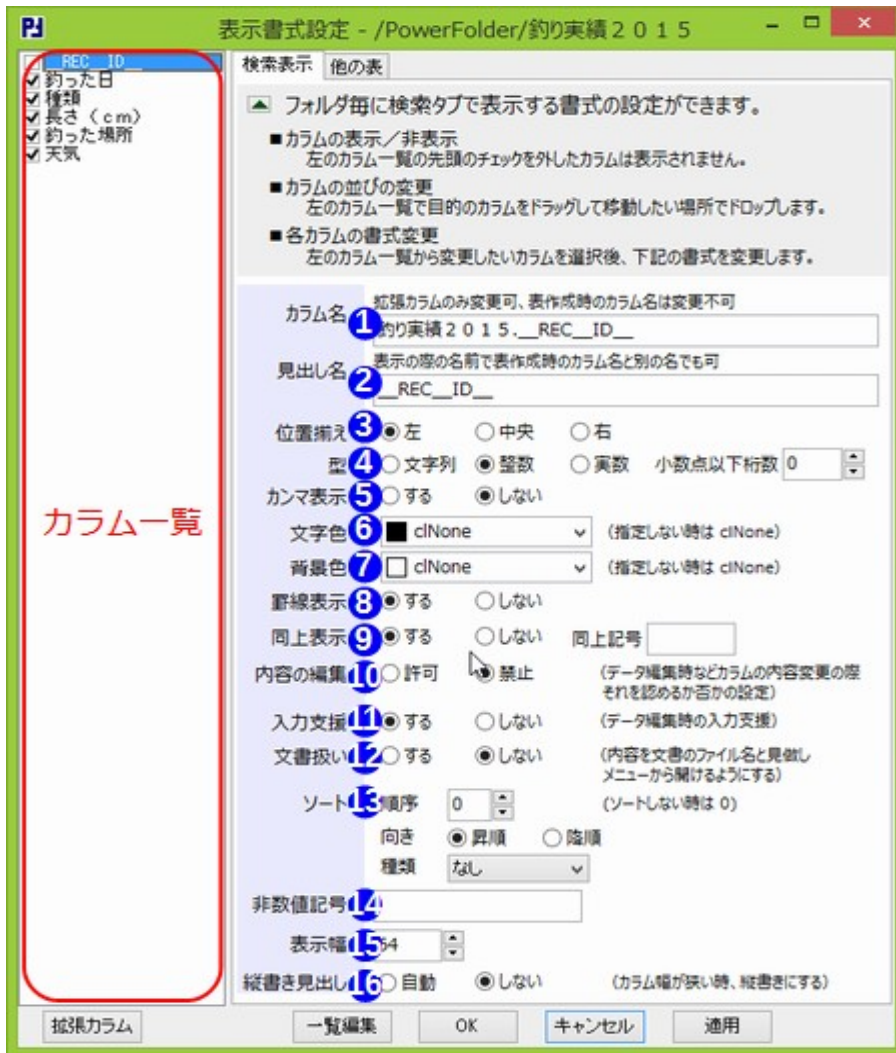 PJ
表示書式設定 - /PowerFolder/釣り実績２０１５
__REC__ID__
釣った日
種類
長さ（ｃｍ）
釣った場所
天気
カラム一覧
検索表示 他の表
フォルダ毎に検索タブで表示する書式の設定ができます。
■カラムの表示／非表示
左のカラム一覧の先頭のチェックを外したカラムは表示されません。
■カラムの並びの変更
左のカラム一覧で目的のカラムをドラッグして移動したい場所でドロップします。
■各カラムの書式変更
左のカラム一覧から変更したいカラムを選択後、下記の書式を変更します。
拡張カラムのみ変更可、表作成時のカラム名は変更不可
カラム名 1 釣り実績２０１５.__REC__ID__
表示の際の名前で表作成時のカラム名と別の名でも可
見出し名 2 __REC__ID__
位置揃え 3 左 中央 右
型 4 文字列 整数 実数 小数点以下桁数 0
カンマ表示 5 する しない
文字色 6 clNone (指定しない時は clNone)
背景色 7 clNone (指定しない時は clNone)
罫線表示 8 する しない
同上表示 9 する しない 同上記号
内容の編集 10 許可 禁止 (データ編集時などカラムの内容変更の際
それを認めるか否かの設定)
入力支援 11 する しない (データ編集時の入力支援)
文書扱い 12 する しない (内容を文書のファイル名と見做し
メニューから開けるようにする)
ソート 13 順序 0 (ソートしない時は 0)
向き 昇順 降順
種類 なし
非数値記号 14
表示幅 15 64
縦書き見出し 16 自動 しない (カラム幅が狭い時、縦書きにする)
拡張カラム 一覧編集 OK キャンセル 適用